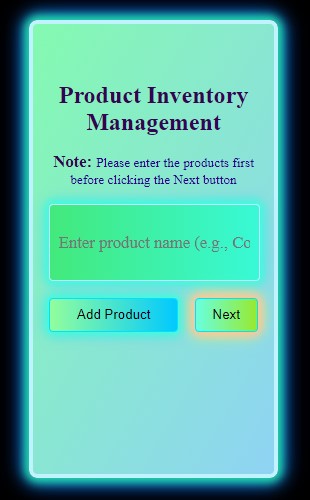 Product Inventory
Management
Note: Please enter the products first
before clicking the Next button
Enter product name (e.g., Co
Add Product
Next